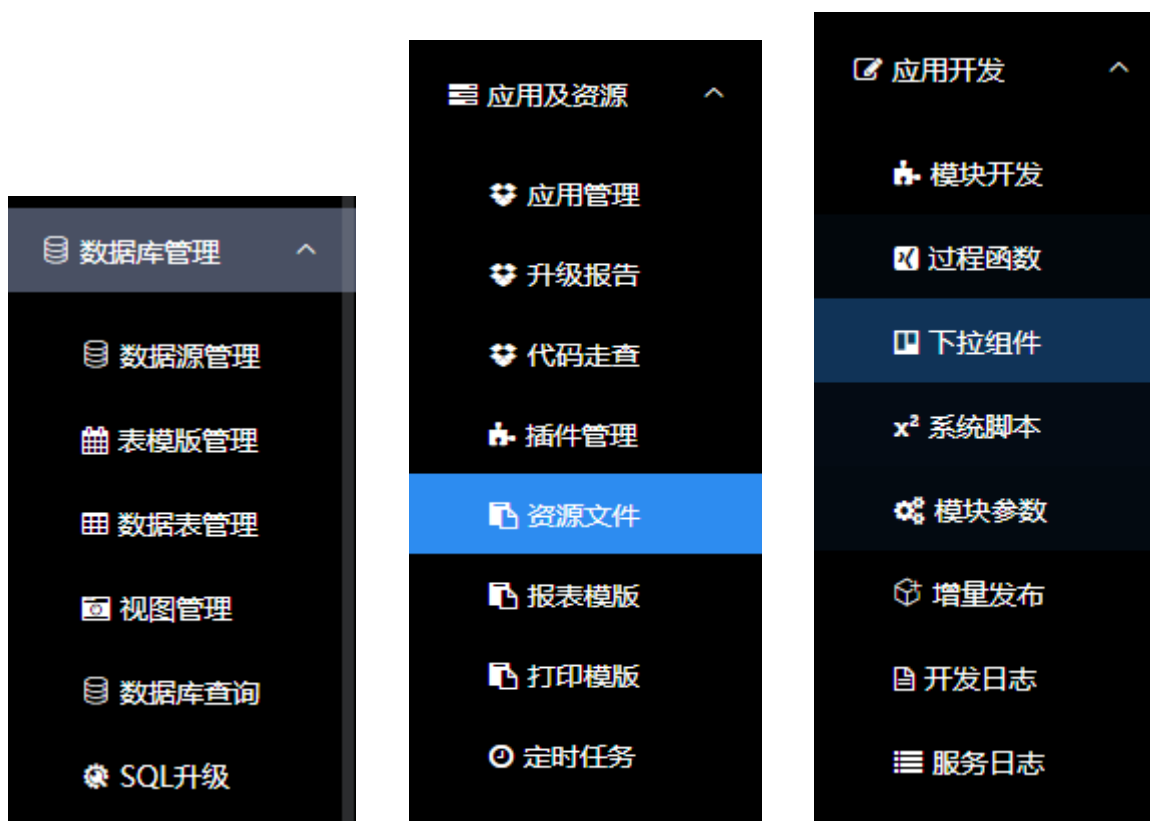 数据库管理
数据源管理
表模版管理
数据表管理
视图管理
数据库查询
SQL升级
应用及资源
应用管理
升级报告
代码走查
插件管理
资源文件
报表模版
打印模版
定时任务
应用开发
模块开发
过程函数
下拉组件
x² 系统脚本
模块参数
增量发布
开发日志
服务日志